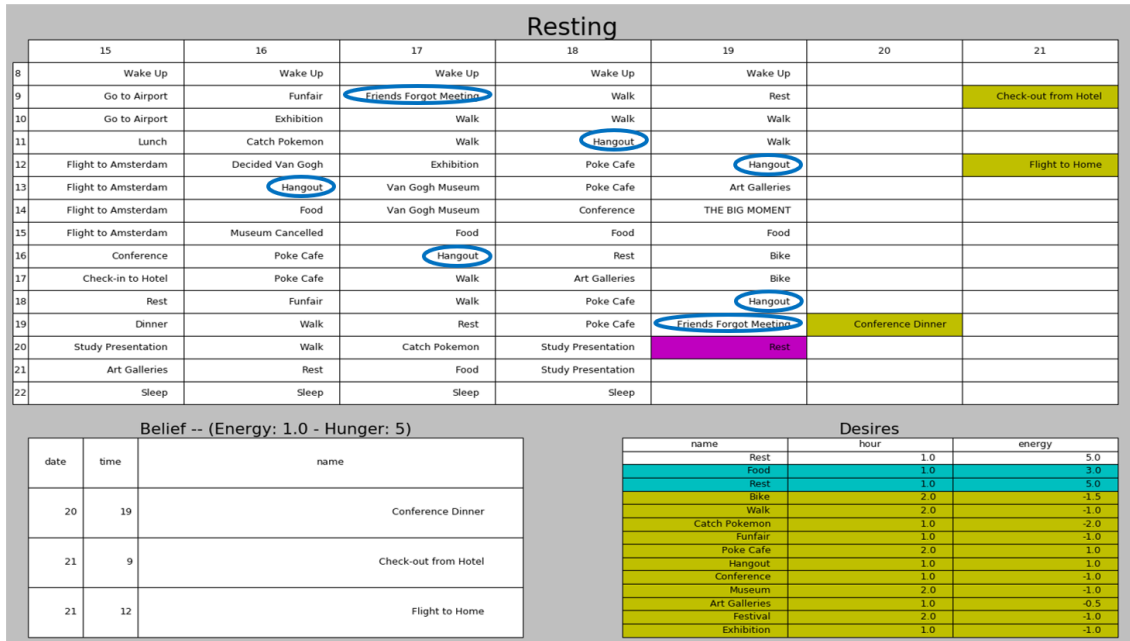 Resting
15 16 17 18 19 20 21
8 Wake Up Wake Up Wake Up Wake Up Wake Up
9 Go to Airport Funfair Friends Forgot Meeting Walk Rest Check-out from Hotel
10 Go to Airport Exhibition Walk Walk Walk
11 Lunch Catch Pokemon Walk Hangout Walk
12 Flight to Amsterdam Decided Van Gogh Exhibition Poke Cafe Hangout Flight to Home
13 Flight to Amsterdam Hangout Van Gogh Museum Poke Cafe Art Galleries
14 Flight to Amsterdam Food Van Gogh Museum Conference THE BIG MOMENT
15 Flight to Amsterdam Museum Cancelled Food Food Food
16 Conference Poke Cafe Hangout Rest Bike
17 Check-in to Hotel Poke Cafe Walk Art Galleries Bike
18 Rest Funfair Walk Poke Cafe Hangout
19 Dinner Walk Rest Poke Cafe Friends Forgot Meeting Conference Dinner
20 Study Presentation Walk Catch Pokemon Study Presentation Rest
21 Art Galleries Rest Food Study Presentation
22 Sleep Sleep Sleep Sleep
Belief -- (Energy: 1.0 - Hunger: 5)
date time name
20 19 Conference Dinner
21 9 Check-out from Hotel
21 12 Flight to Home
Desires
name hour energy
Rest 1.0 5.0
Food 1.0 3.0
Rest 1.0 5.0
Bike 2.0 -1.5
Walk 2.0 -1.0
Catch Pokemon 1.0 -2.0
Funfair 1.0 -1.0
Poke Cafe 2.0 1.0
Hangout 1.0 1.0
Conference 1.0 -1.0
Museum 2.0 -1.0
Art Galleries 1.0 -0.5
Festival 2.0 -1.0
Exhibition 1.0 -1.0